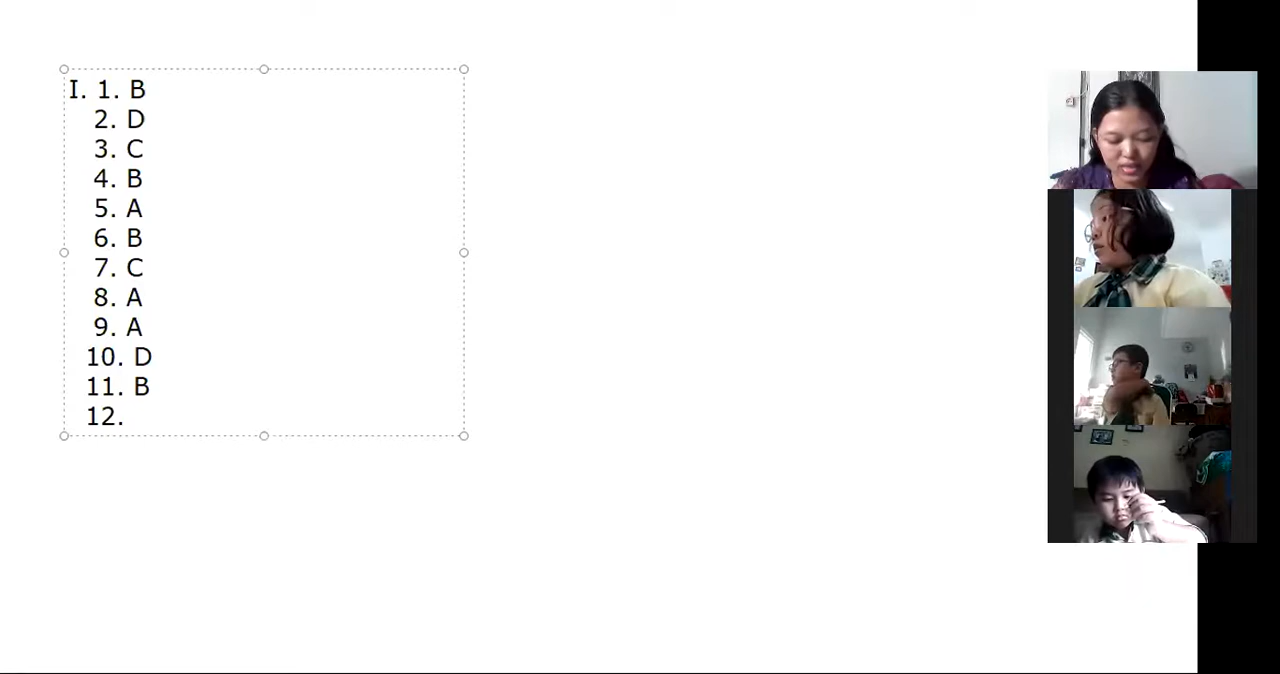 I. 1. B
2. D
3. C
4. B
5. A
6. B
7. C
8. A
9. A
10. D
11. B
12.